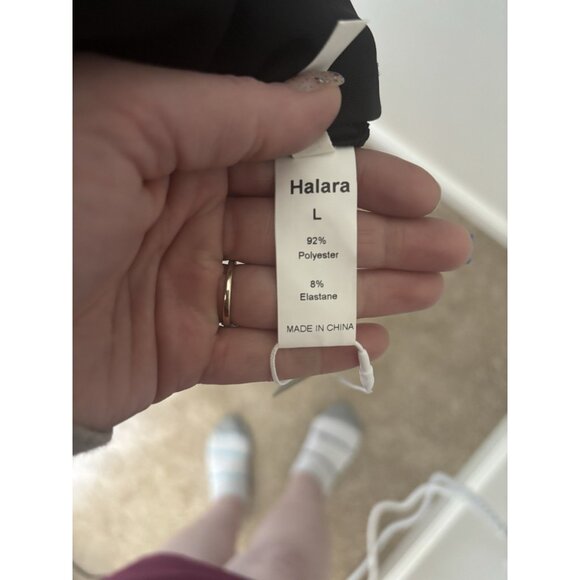 Halara
L
92%
Polyester
8%
Elastane
MADE IN CHINA